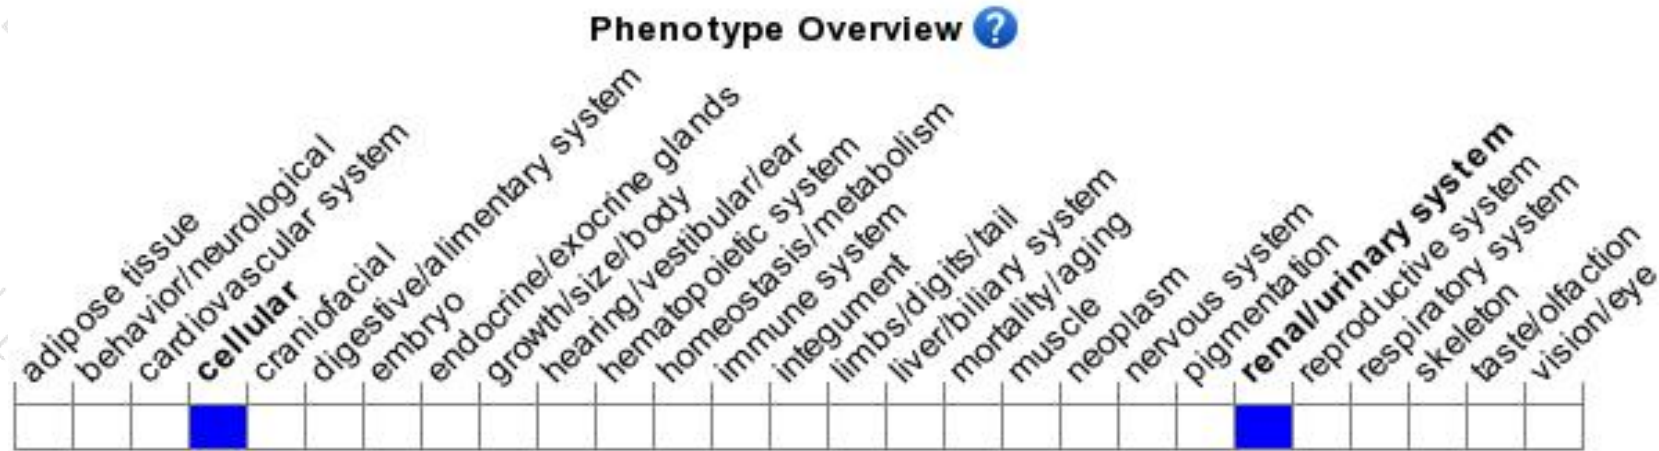 Phenotype Overview ?
adipose tissue
behavior/neurological
cardiovascular system
cellular
craniofacial
digestive/alimentary system
embryo
endocrine/exocrine glands
growth/size/body
hearing/vestibular/ear
hematopoietic system
homeostasis/metabolism
immune system
integument
limbs/digits/tail
liver/biliary system
mortality/aging
muscle
neoplasm
nervous system
pigmentation
renal/urinary system
reproductive system
respiratory system
skeleton
taste/olfaction
vision/eye